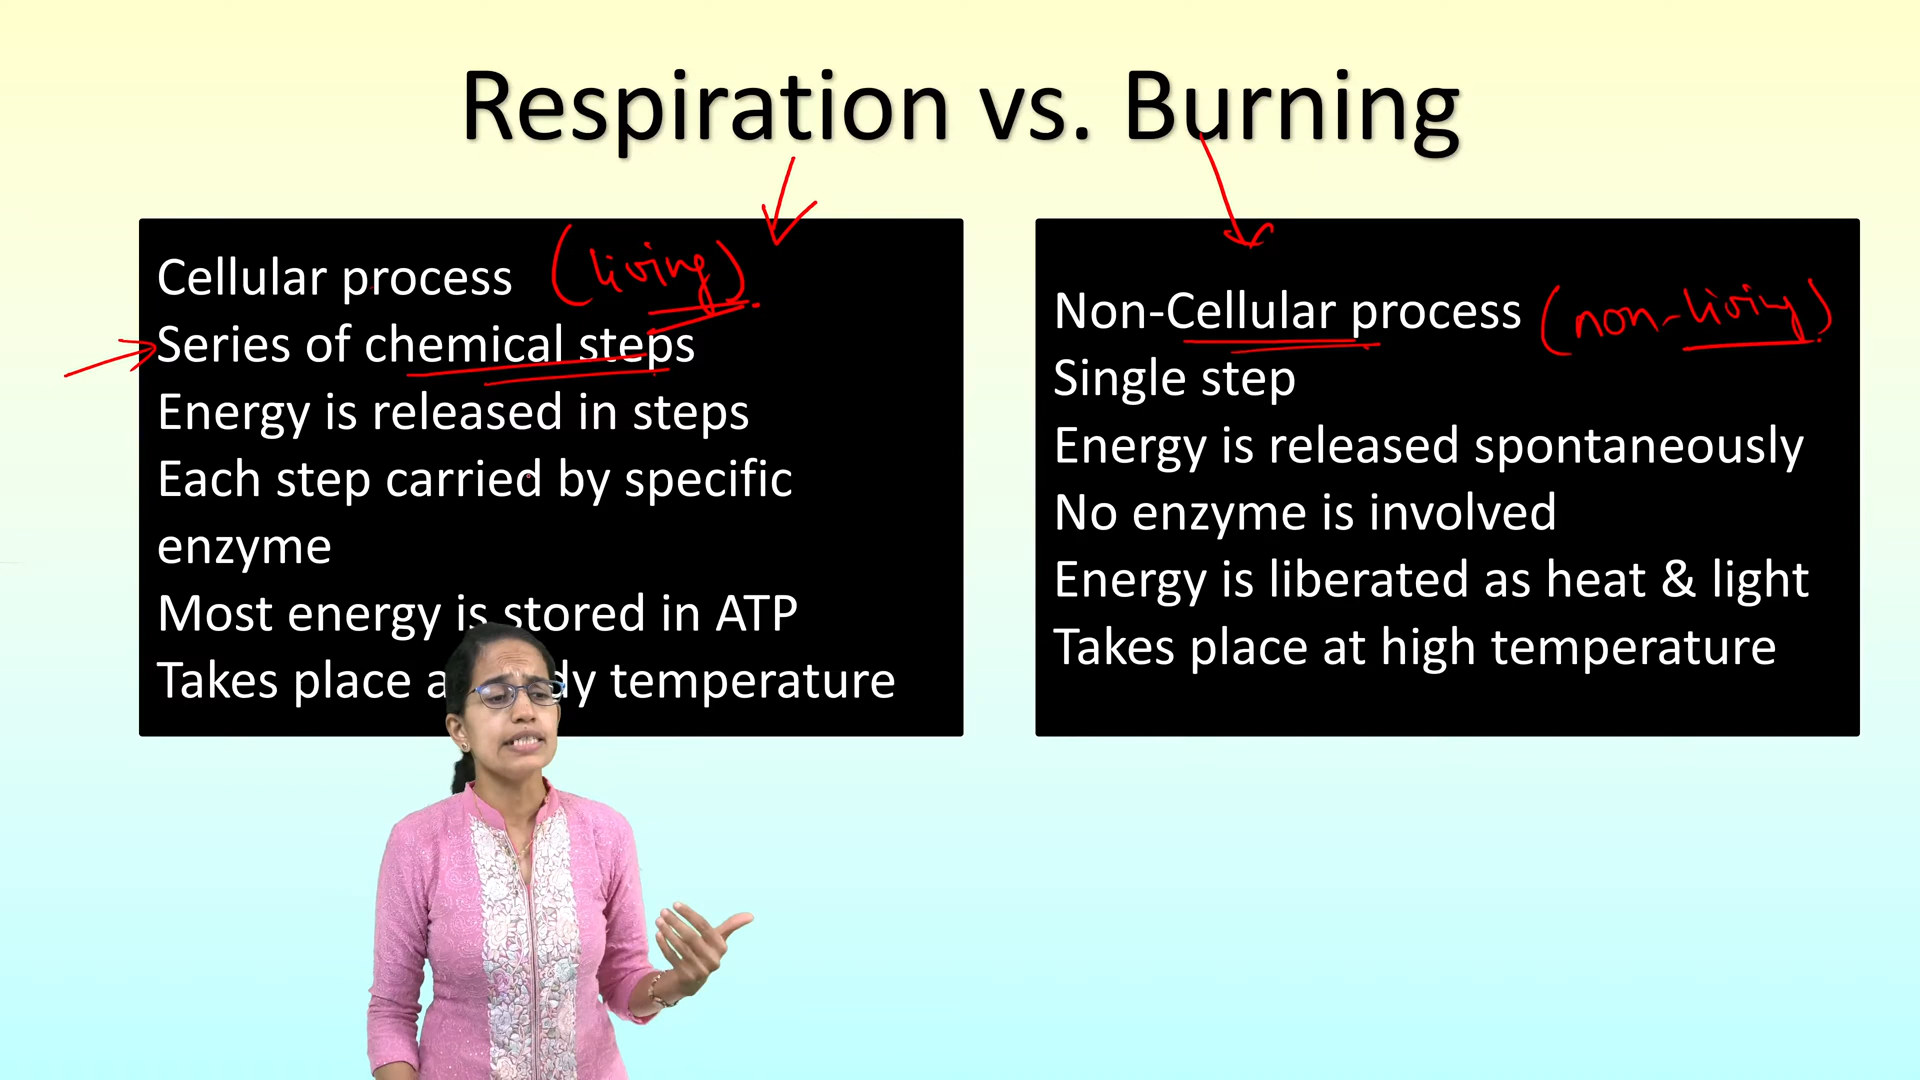 Respiration vs. Burning
Cellular process (living)
Series of chemical steps
Energy is released in steps
Each step carried by specific
enzyme
Most energy is stored in ATP
Takes place a dy temperature
Non-Cellular process (non-living)
Single step
Energy is released spontaneously
No enzyme is involved
Energy is liberated as heat & light
Takes place at high temperature